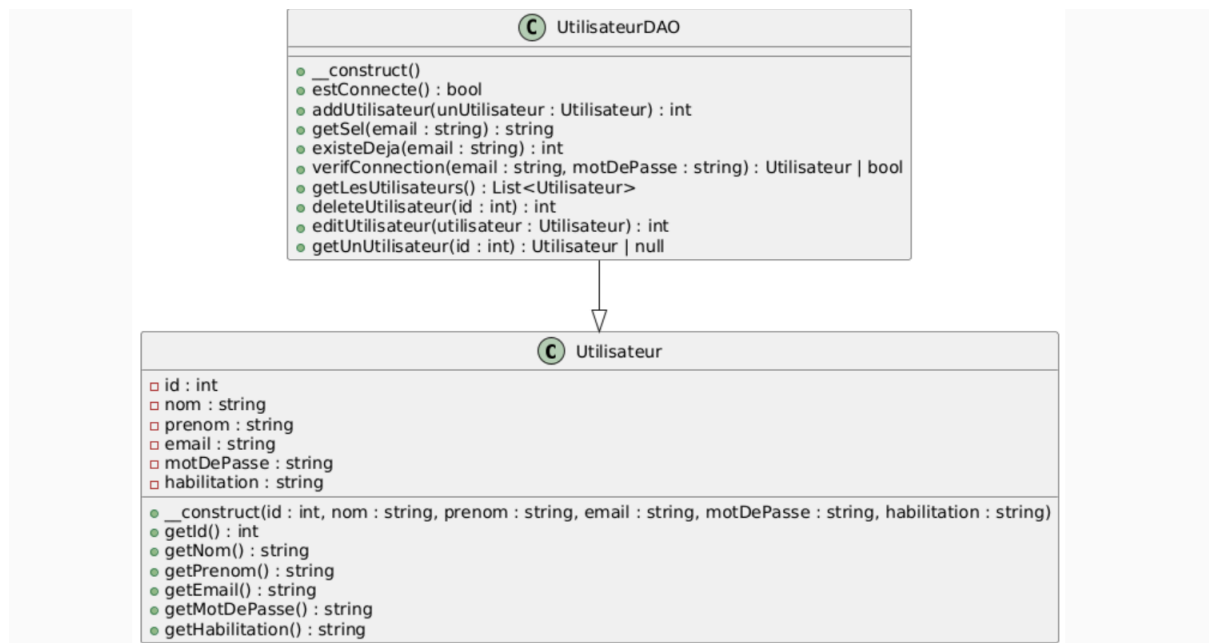 C UtilisateurDAO
__construct()
estConnecte() : bool
addUtilisateur(unUtilisateur : Utilisateur) : int
getSel(email : string) : string
existeDeja(email : string) : int
verifConnection(email : string, motDePasse : string) : Utilisateur | bool
getLesUtilisateurs() : List<Utilisateur>
deleteUtilisateur(id : int) : int
editUtilisateur(utilisateur : Utilisateur) : int
getUnUtilisateur(id : int) : Utilisateur | null
C Utilisateur
id : int
nom : string
prenom : string
email : string
motDePasse : string
habilitation : string
__construct(id : int, nom : string, prenom : string, email : string, motDePasse : string, habilitation : string)
getId() : int
getNom() : string
getPrenom() : string
getEmail() : string
getMotDePasse() : string
getHabilitation() : string